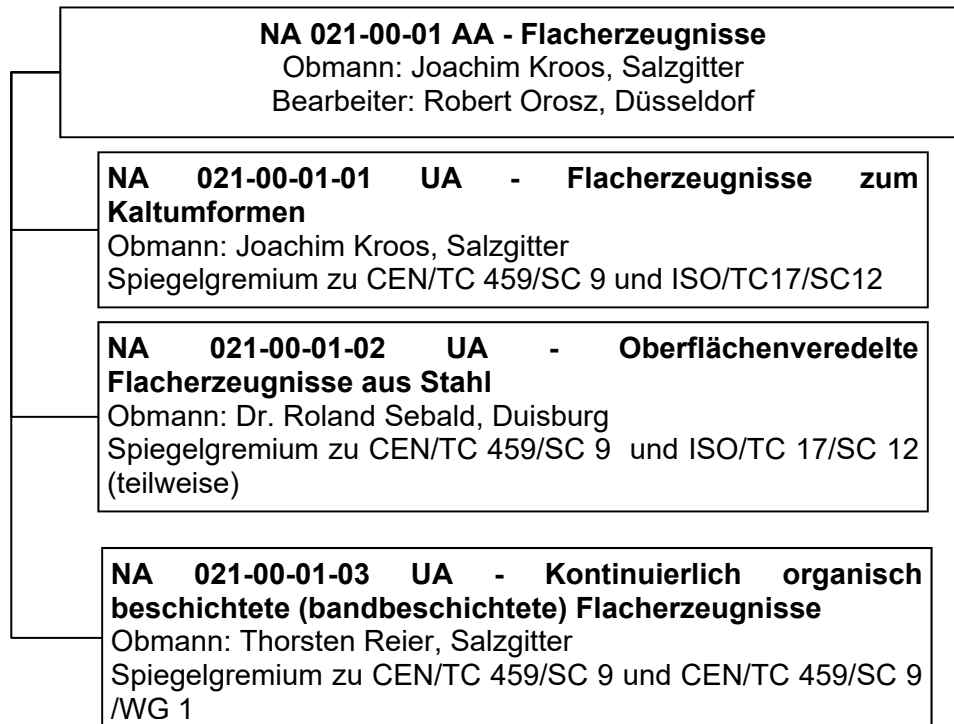 NA 021-00-01 AA - Flacherzeugnisse
Obmann: Joachim Kroos, Salzgitter
Bearbeiter: Robert Orosz, Düsseldorf
NA 021-00-01-01 UA - Flacherzeugnisse zum
Kaltumformen
Obmann: Joachim Kroos, Salzgitter
Spiegelgremium zu CEN/TC 459/SC 9 und ISO/TC17/SC12
NA 021-00-01-02 UA - Oberflächenveredelte
Flacherzeugnisse aus Stahl
Obmann: Dr. Roland Sebald, Duisburg
Spiegelgremium zu CEN/TC 459/SC 9 und ISO/TC 17/SC 12
(teilweise)
NA 021-00-01-03 UA - Kontinuierlich organisch
beschichtete (bandbeschichtete) Flacherzeugnisse
Obmann: Thorsten Reier, Salzgitter
Spiegelgremium zu CEN/TC 459/SC 9 und CEN/TC 459/SC 9
/WG 1